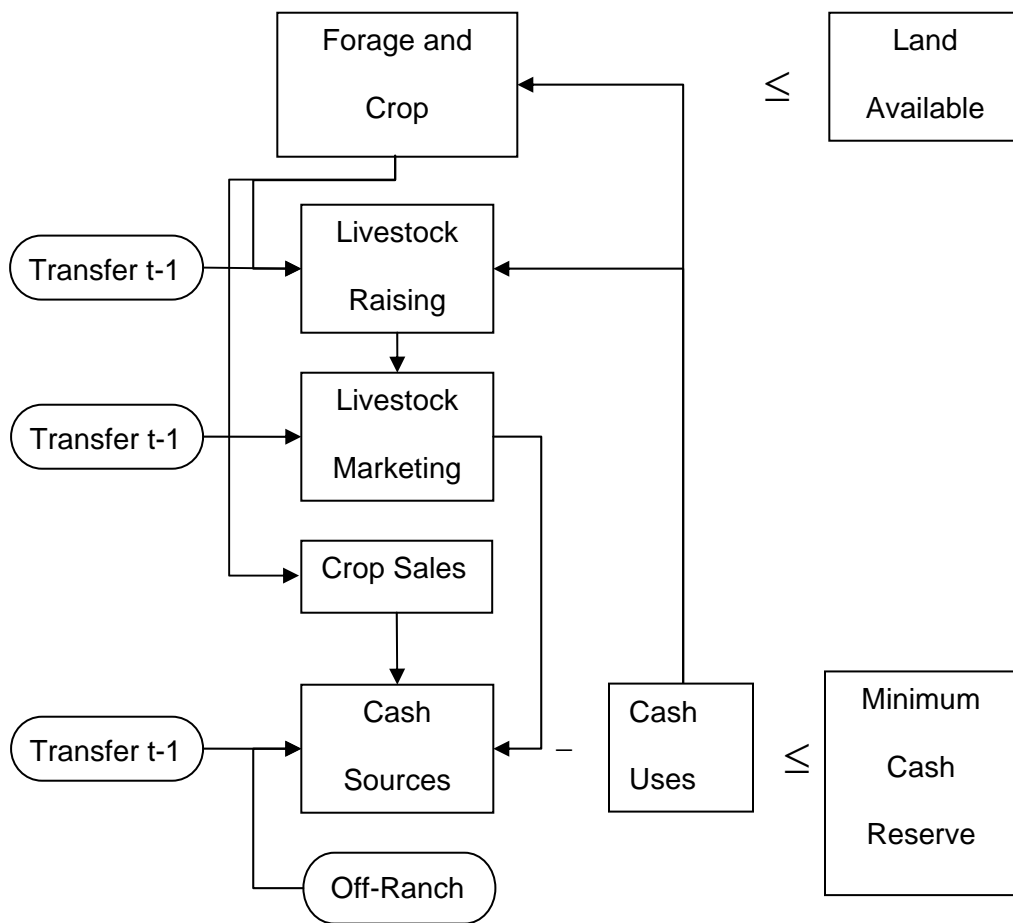 Forage and
Crop
≤
Land
Available
Transfer t-1
Livestock
Raising
Transfer t-1
Livestock
Marketing
Crop Sales
Transfer t-1
Cash
Sources
–
Cash
Uses
≤
Minimum
Cash
Reserve
Off-Ranch